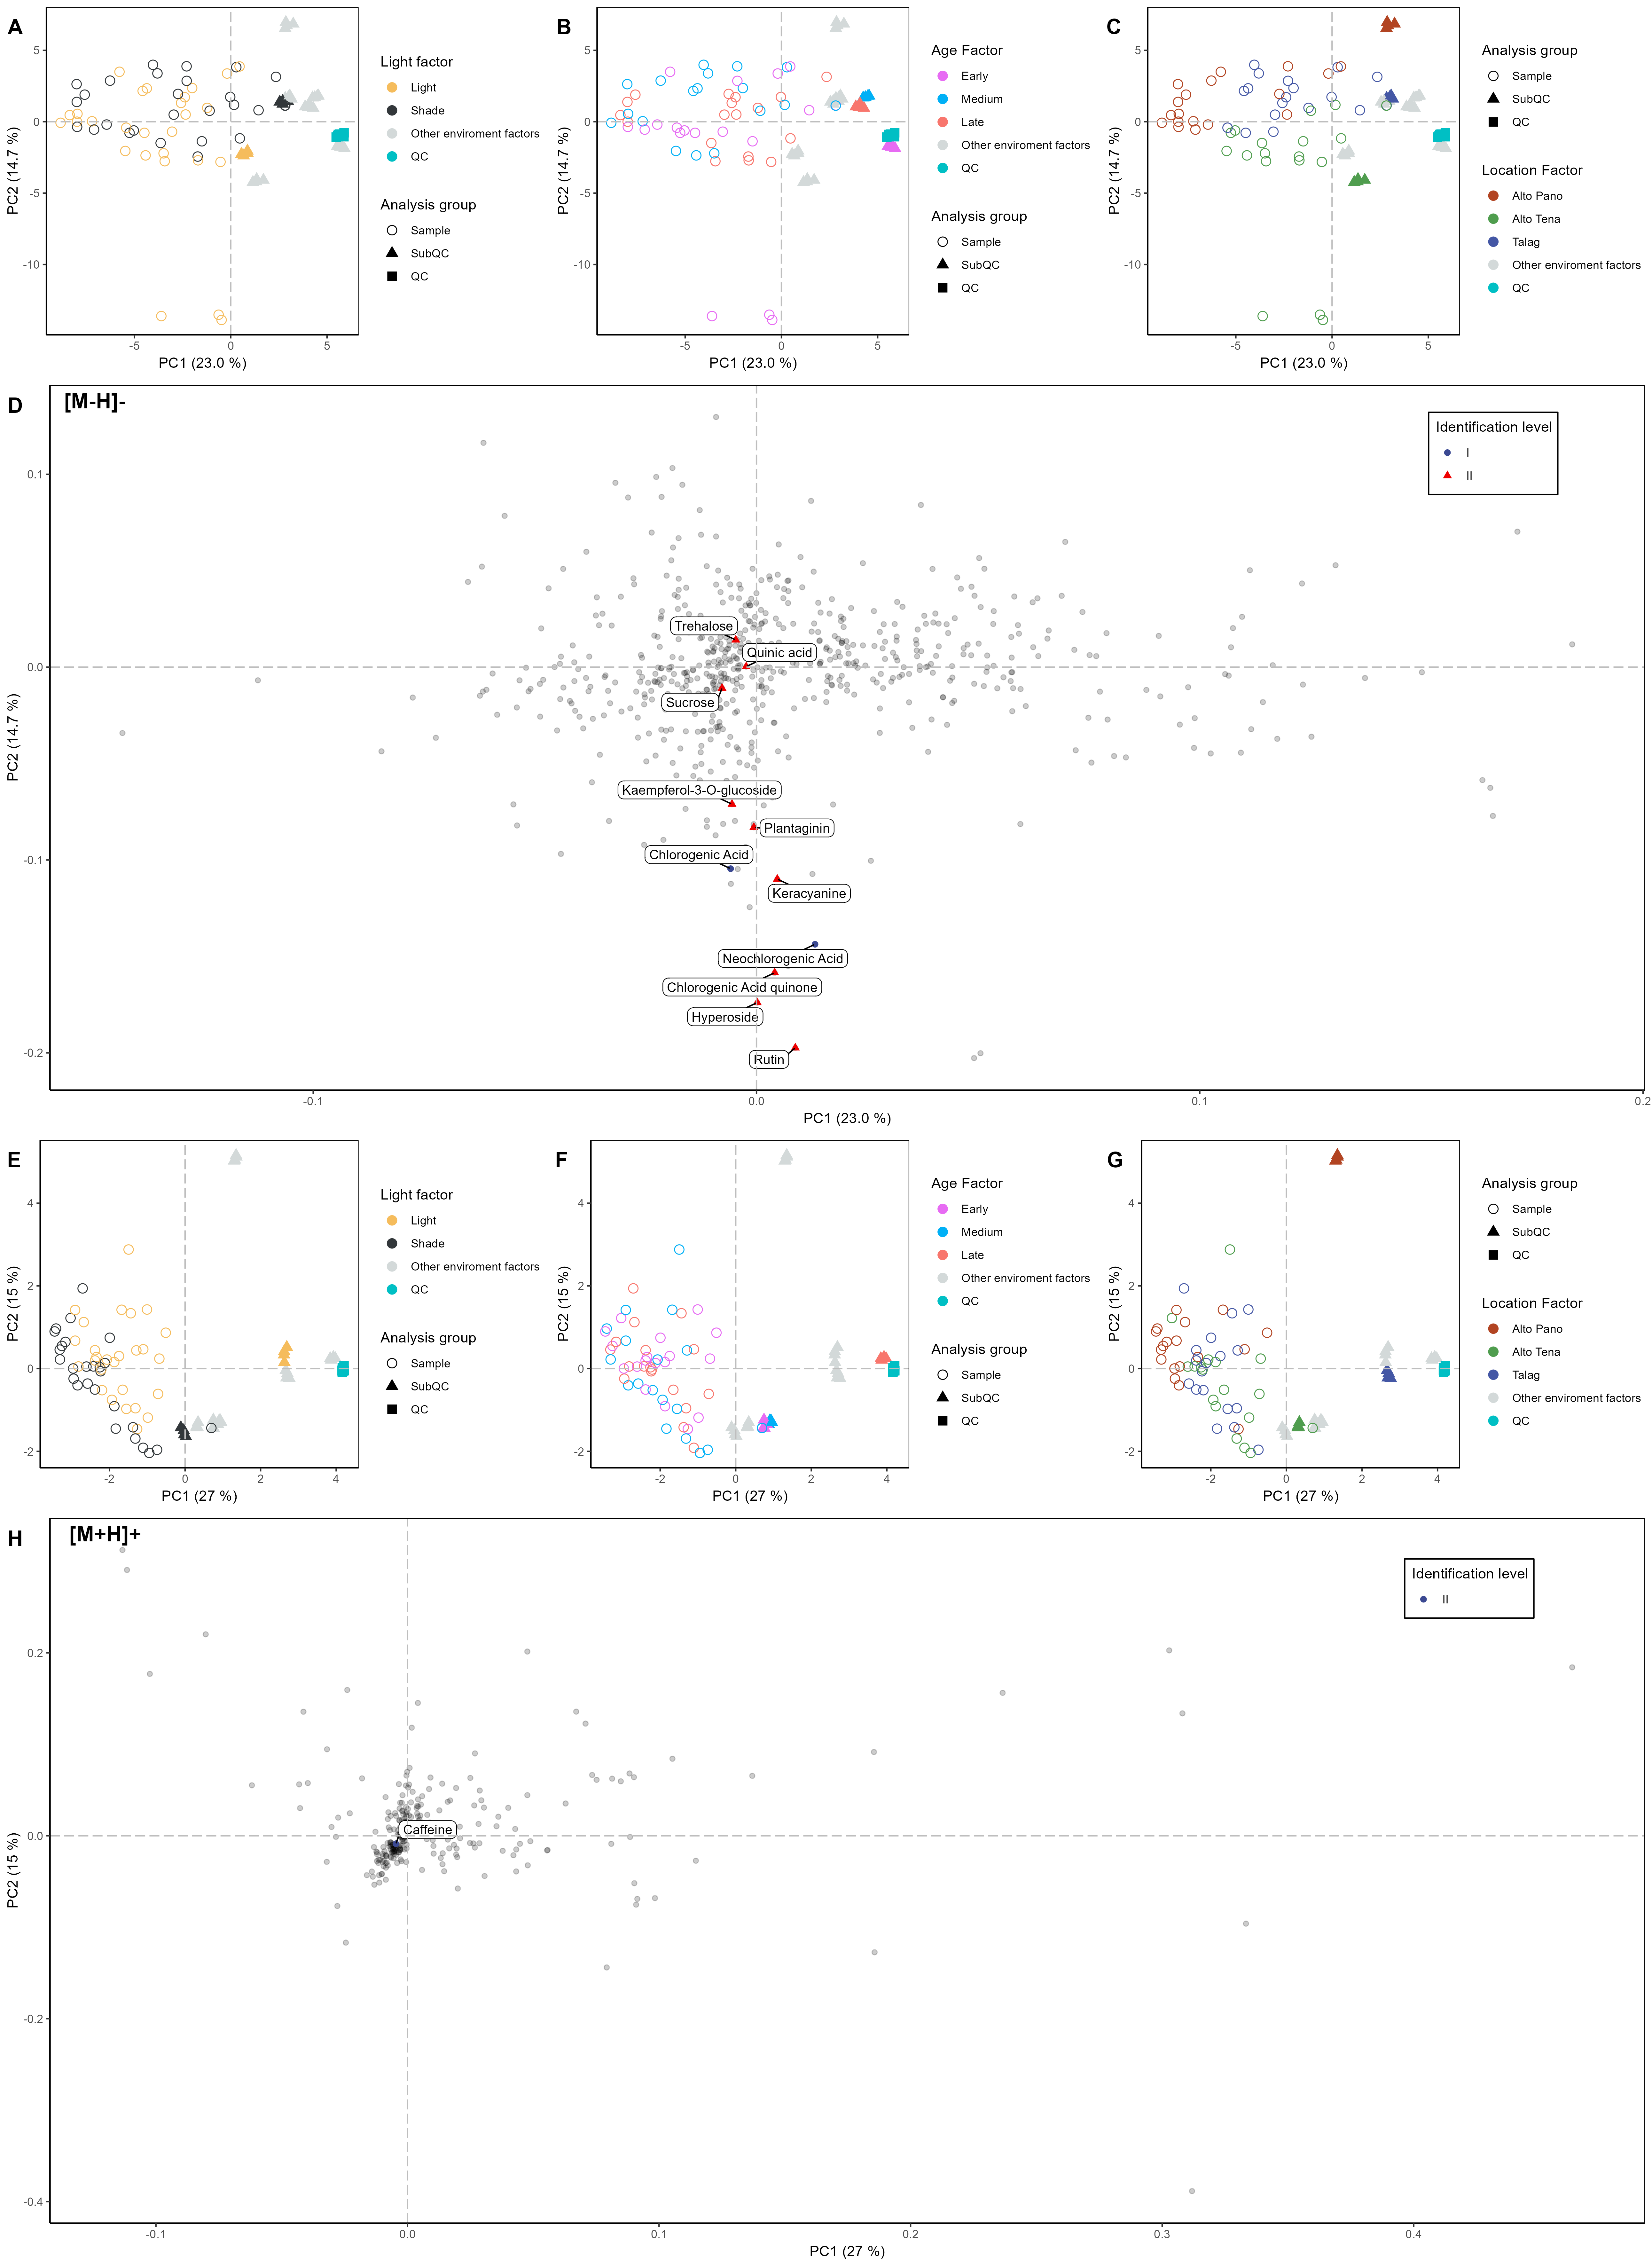 A
5
0
-5
-10
-5
0
5
PC2 (14.7 %)
PC1 (23.0 %)
Light factor
Light
Shade
Other enviroment factors
QC
Analysis group
Sample
SubQC
QC
B
5
0
-5
-10
-5
0
5
PC2 (14.7 %)
PC1 (23.0 %)
Age Factor
Early
Medium
Late
Other enviroment factors
QC
Analysis group
Sample
SubQC
QC
C
5
0
-5
-10
-5
0
5
PC2 (14.7 %)
PC1 (23.0 %)
Analysis group
Sample
SubQC
QC
Location Factor
Alto Pano
Alto Tena
Talag
Other enviroment factors
QC
D
[M-H]-
Identification level
I
II
0.1
0.0
-0.1
-0.2
PC2 (14.7 %)
Trehalose
Quinic acid
Sucrose
Kaempferol-3-O-glucoside
Plantaginin
Chlorogenic Acid
Keracyanine
Neochlorogenic Acid
Chlorogenic Acid quinone
Hyperoside
Rutin
-0.1
0.0
0.1
0.2
PC1 (23.0 %)
E
4
2
0
-2
-2
0
2
4
PC2 (15 %)
PC1 (27 %)
Light factor
Light
Shade
Other enviroment factors
QC
Analysis group
Sample
SubQC
QC
F
4
2
0
-2
-2
0
2
4
PC2 (15 %)
PC1 (27 %)
Age Factor
Early
Medium
Late
Other enviroment factors
QC
Analysis group
Sample
SubQC
QC
G
4
2
0
-2
-2
0
2
4
PC2 (15 %)
PC1 (27 %)
Analysis group
Sample
SubQC
QC
Location Factor
Alto Pano
Alto Tena
Talag
Other enviroment factors
QC
H
[M+H]+
Identification level
II
0.2
0.0
-0.2
-0.4
PC2 (15 %)
Caffeine
-0.1
0.0
0.1
0.2
0.3
0.4
PC1 (27 %)